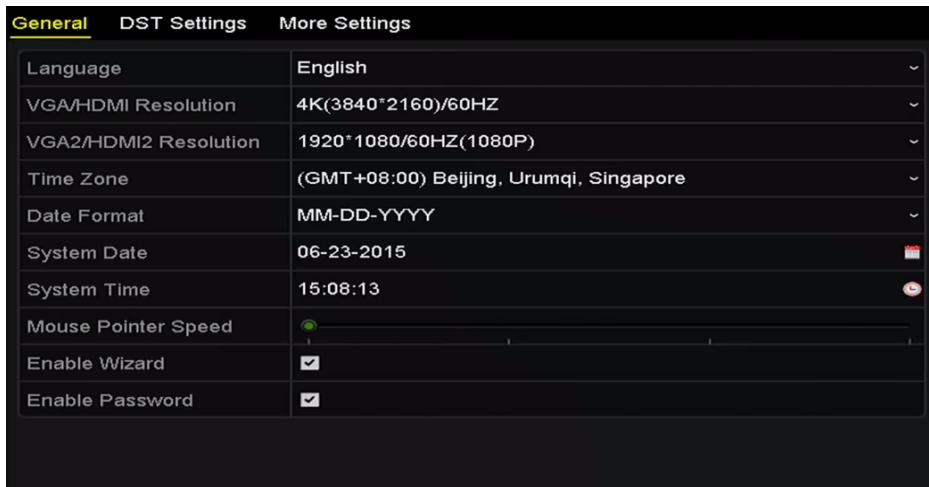 General DST Settings More Settings
Language English
VGA/HDMI Resolution 4K(3840*2160)/60HZ
VGA2/HDMI2 Resolution 1920*1080/60HZ(1080P)
Time Zone (GMT+08:00) Beijing, Urumqi, Singapore
Date Format MM-DD-YYYY
System Date 06-23-2015
System Time 15:08:13
Mouse Pointer Speed
Enable Wizard
Enable Password